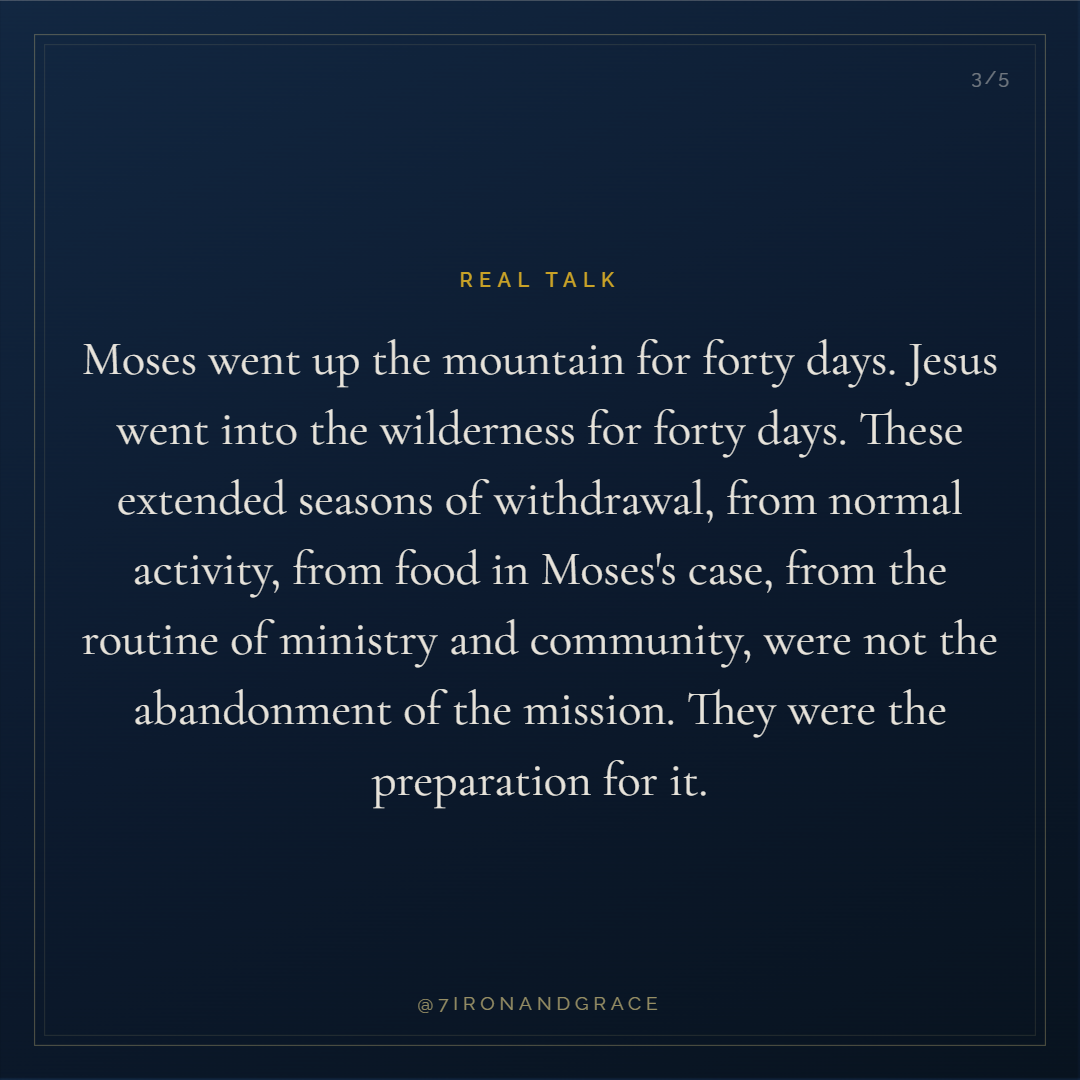 3/5
REAL TALK
Moses went up the mountain for forty days. Jesus
went into the wilderness for forty days. These
extended seasons of withdrawal, from normal
activity, from food in Moses's case, from the
routine of ministry and community, were not the
abandonment of the mission. They were the
preparation for it.
@7IRONANDGRACE